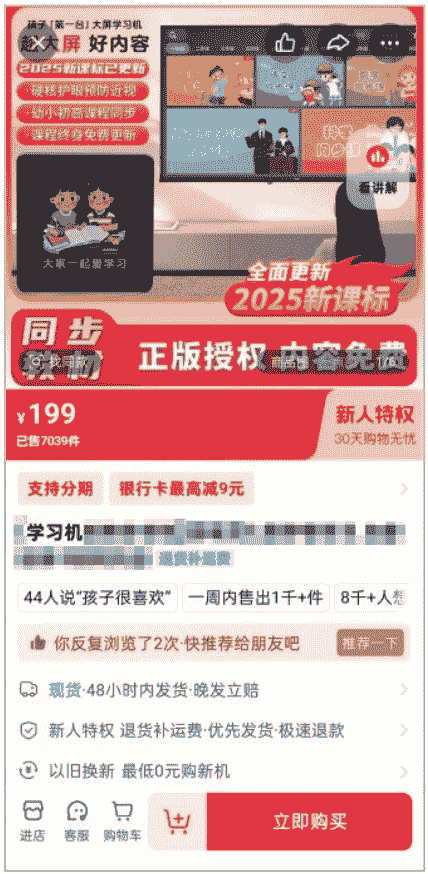 孩子「第一台」大屏学习机
超大屏 好内容
2025新课标已更新
·硬核护眼预防近视
·幼小初高课程同步
·课程终身免费更新
大家一起爱学习
看讲解
全面更新
2025新课标
同步
教材
正版授权 内容免费
¥199
已售7039件
新人特权
30天购物无忧
支持分期
银行卡最高减9元
学习机
现货补运费
44人说“孩子很喜欢”
一周内售出1千+件
8千+人想
你反复浏览了2次·快推荐给朋友吧
推荐一下
现货·48小时内发货·晚发立赔
新人特权 退货补运费·优先发货·极速退款
以旧换新 最低0元购新机
进店
客服
购物车
立即购买